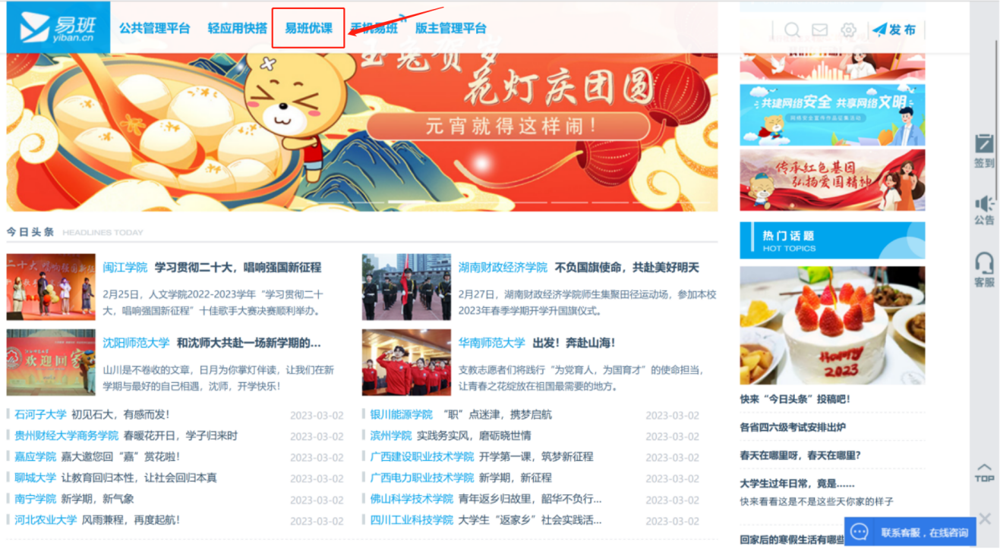 易班
yiban.cn
公共管理平台 轻应用快搭 易班优课 手机易班 版主管理平台
发布
玉兔贺岁
花灯庆团圆
元宵就得这样闹！
共建网络安全 共享网络文明
网络安全宣传作品征集活动
传承红色基因
弘扬爱国精神
签到
公告
客服
今日头条 HEADLINES TODAY
热门话题
HOT TOPICS
闽江学院 学习贯彻二十大，唱响强国新征程
2月25日，人文学院2022-2023学年“学习贯彻二十
大，唱响强国新征程”十佳歌手大赛决赛顺利举办。
湖南财政经济学院 不负国旗使命，共赴美好明天
2月27日，湖南财政经济学院师生集聚田径运动场，参加本校
2023年春季学期开学升国旗仪式。
欢迎回家
沈阳师范大学 和沈师大共赴一场新学期的...
山川是不卷收的文章，日月为你掌灯伴读，让我们在新
学期与最好的自己相遇，沈师，开学快乐！
华南师范大学 出发！奔赴山海！
支教志愿者们将践行“为党育人，为国育才”的使命担当，
让青春之花绽放在祖国最需要的地方。
石河子大学 初见石大，有感而发！ 2023-03-02
贵州财经大学商务学院 春暖花开日，学子归来时 2023-03-02
嘉应学院 嘉大邀您回“嘉”赏花啦！ 2023-03-02
聊城大学 让教育回归本性，让社会回归本真 2023-03-02
南宁学院 新学期，新气象 2023-03-02
河北农业大学 风雨兼程，再度起航！ 2023-03-02
银川能源学院 “职”点迷津，携梦启航 2023-03-02
滨州学院 实践务实风，磨砺晓世情 2023-03-02
广西建设职业技术学院 开学第一课，筑梦新征程 2023-03-02
广西电力职业技术学院 新学期，新征程 2023-03-02
佛山科学技术学院 青年返乡归故里，韶华不负行... 2023-03-02
四川工业科技学院 大学生“返家乡”社会实践活... 2023-03-02
Happy
2023
快来“今日头条”投稿吧！
各省四六级考试安排出炉
春天在哪里呀，春天在哪里？
大学生过年日常，竟是......
快来看看这是不是这些天你家的样子
回家后的寒假生活有哪些
TOP
联系客服，在线咨询